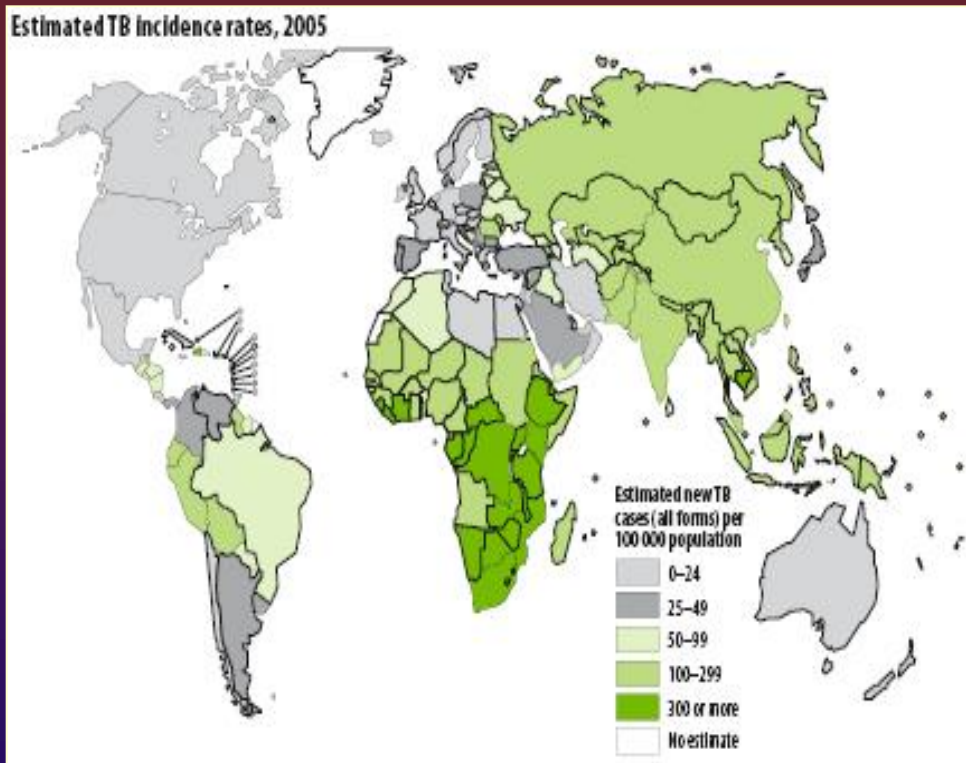 Estimated TB incidence rates, 2005
Estimated new TB
cases (all forms) per
100 000 population
0–24
25–49
50–99
100–299
300 or more
No estimate